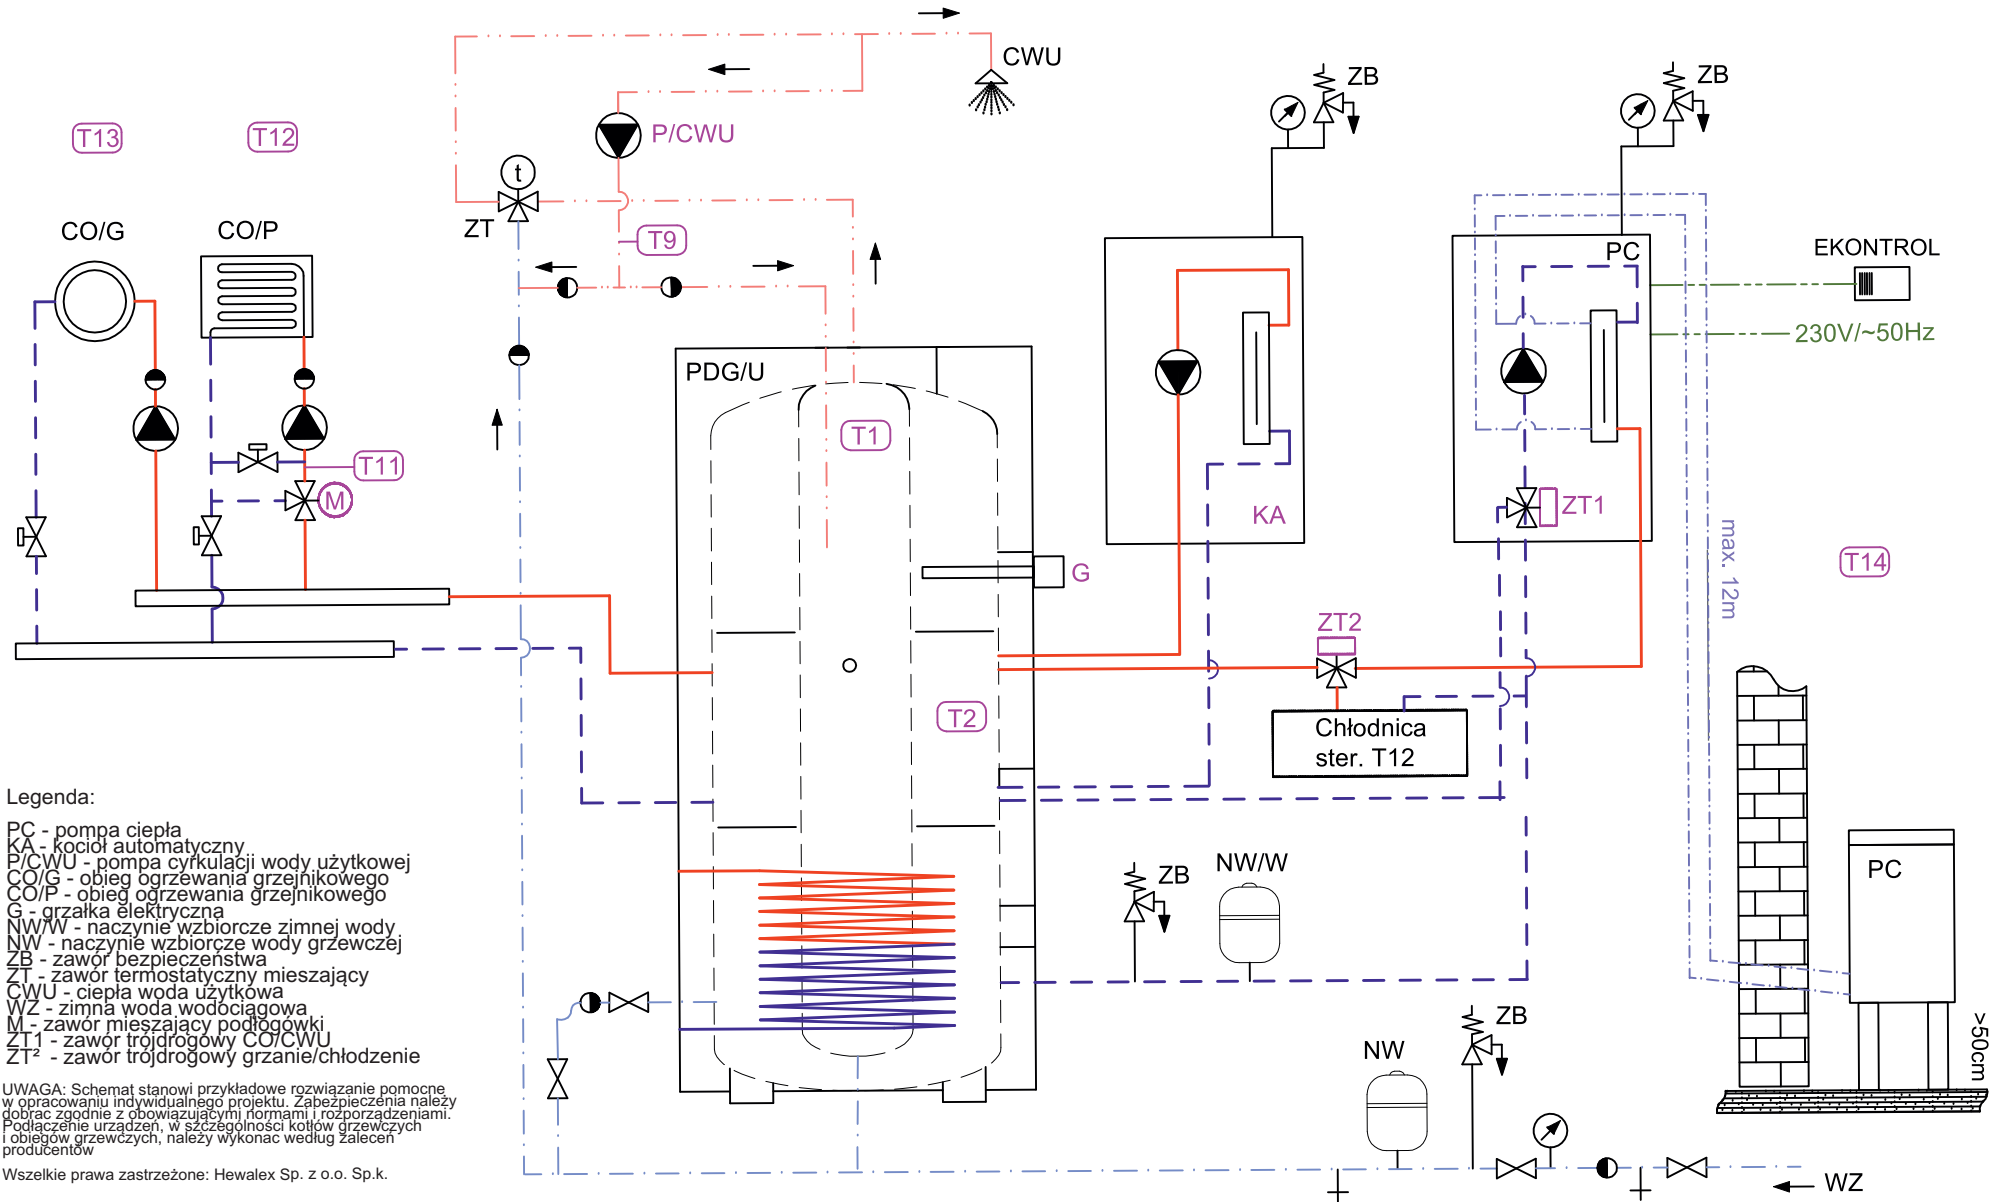 CWU
ZB
ZB
T13
T12
P/CWU
t
ZT
CO/G
CO/P
T9
PC
EKONTROL
230V/~50Hz
PDG/U
T1
T11
M
KA
ZT1
max. 12m
T14
G
ZT2
T2
Chłodnica
ster. T12
Legenda:
PC - pompa ciepła
KA - kocioł automatyczny
P/CWU - pompa cyrkulacji wody użytkowej
CO/G - obieg ogrzewania grzejnikowego
CO/P - obieg ogrzewania grzejnikowego
G - grzałka elektryczna
NW/W - naczynie wzbiorcze zimnej wody
NW - naczynie wzbiorcze wody grzewczej
ZB - zawór bezpieczeństwa
ZT - zawór termostatyczny mieszający
CWU - ciepła woda użytkowa
WZ - zimna woda wodociągowa
M - zawór mieszający podłogówki
ZT1 - zawór trójdrogowy CO/CWU
ZT² - zawór trójdrogowy grzanie/chłodzenie
ZB
NW/W
PC
>50cm
ZB
NW
WZ
UWAGA: Schemat stanowi przykładowe rozwiązanie pomocne
w opracowaniu indywidualnego projektu. Zabezpieczenia należy
dobrac zgodnie z obowiązującymi normami i rozporządzeniami.
Podłączenie urządzeń, w szczególności kotłów grzewczych
i obiegów grzewczych, należy wykonac według zaleceń
producentów
Wszelkie prawa zastrzeżone: Hewalex Sp. z o.o. Sp.k.